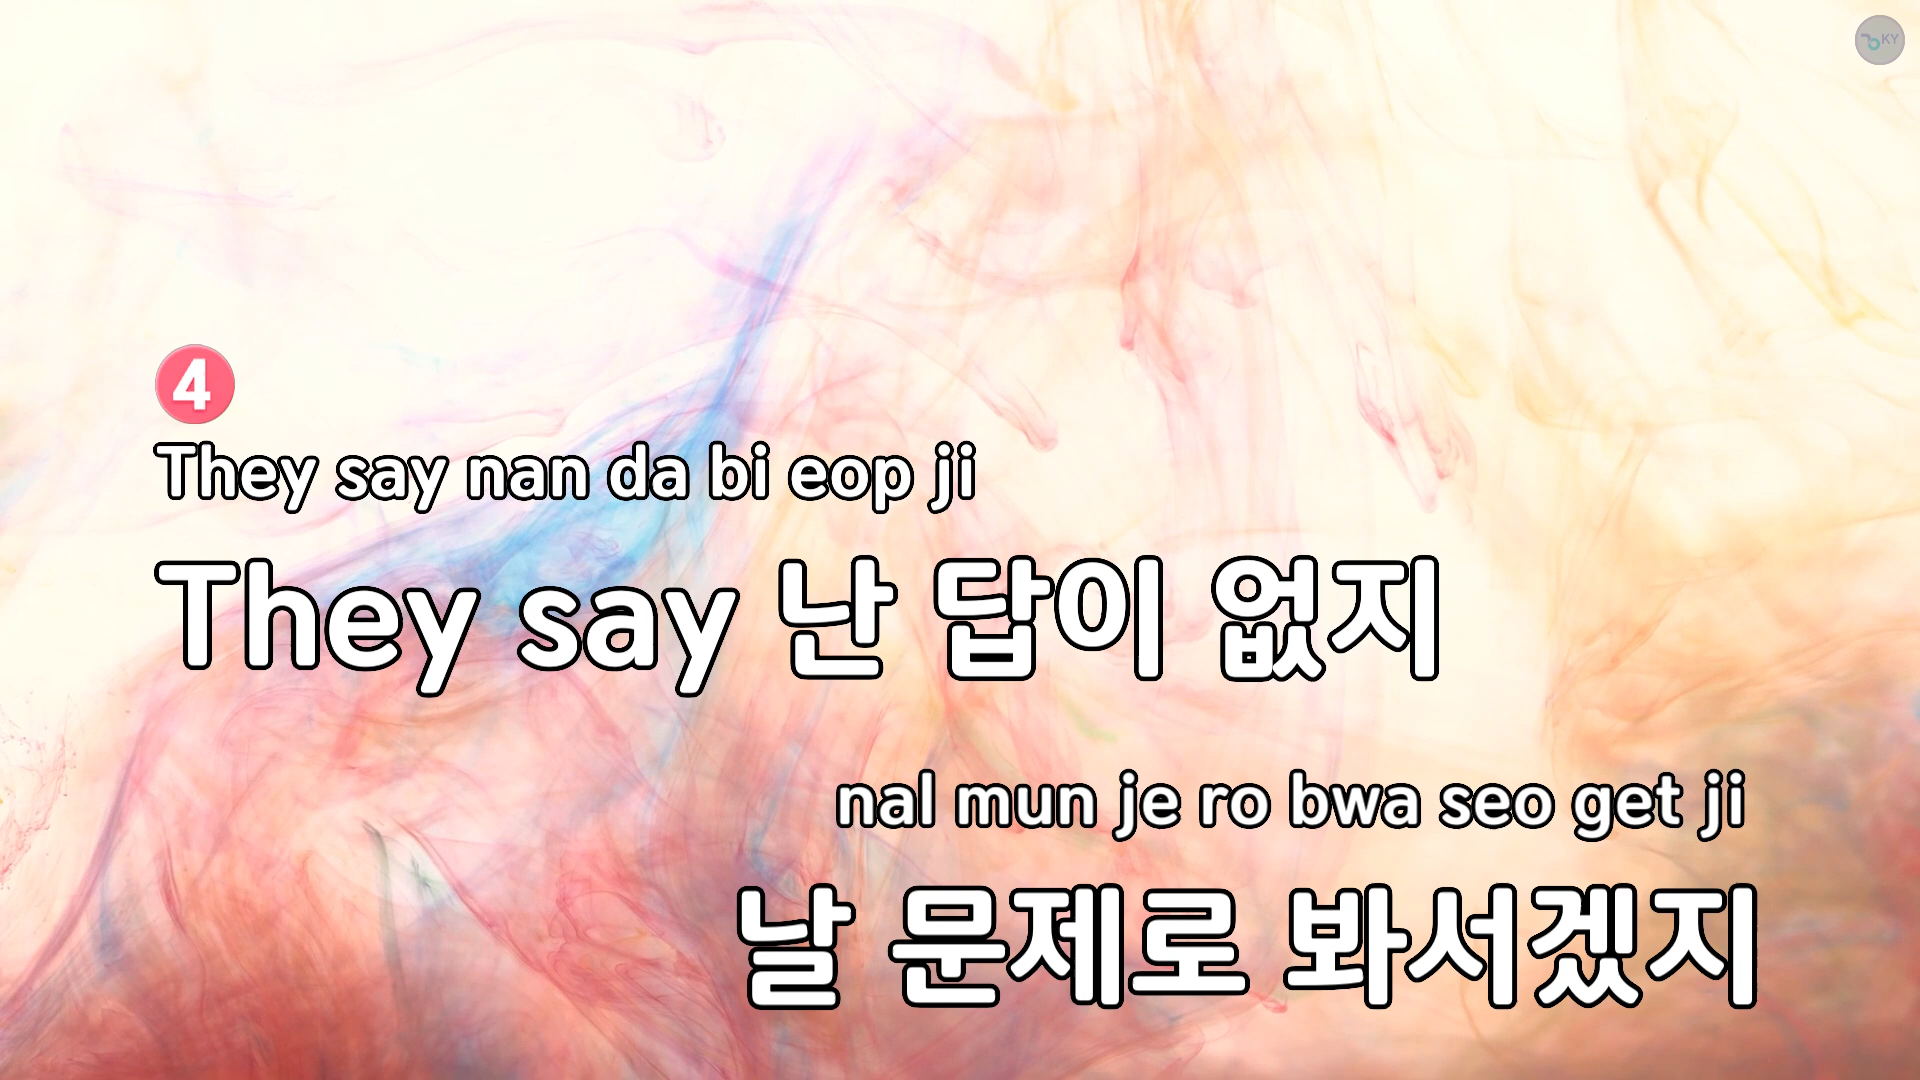 KY
4
They say nan da bi eop ji
They say 난 답이 없지
nal mun je ro bwa seo get ji
날 문제로 봐서겠지